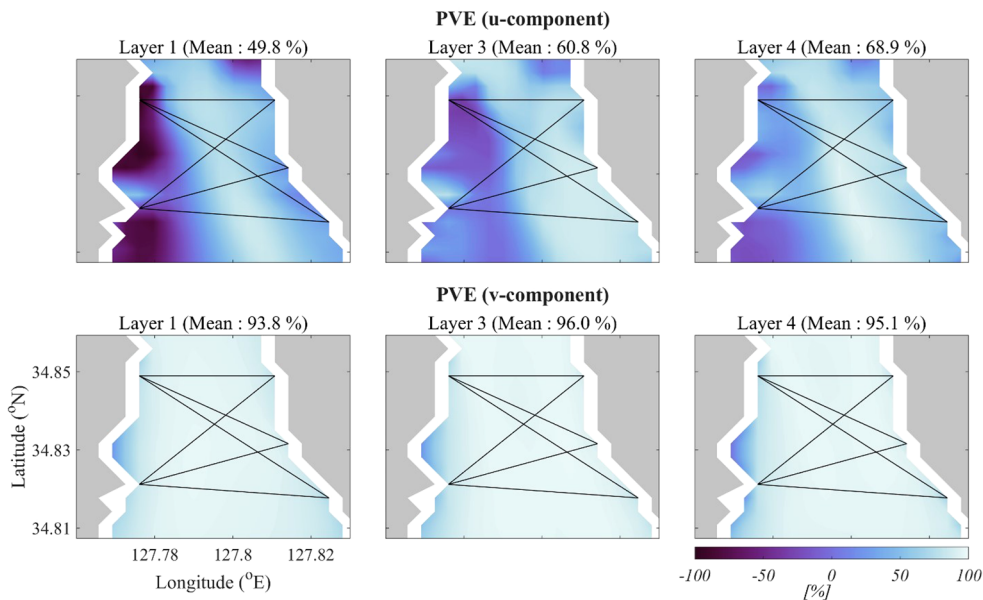 PVE (u-component)
Layer 1 (Mean : 49.8 %)
Layer 3 (Mean : 60.8 %)
Layer 4 (Mean : 68.9 %)
PVE (v-component)
Layer 1 (Mean : 93.8 %)
Layer 3 (Mean : 96.0 %)
Layer 4 (Mean : 95.1 %)
34.85
34.83
34.81
Latitude (°N)
127.78 127.8 127.82
Longitude (°E)
-100 -50 0 50 100
[%]